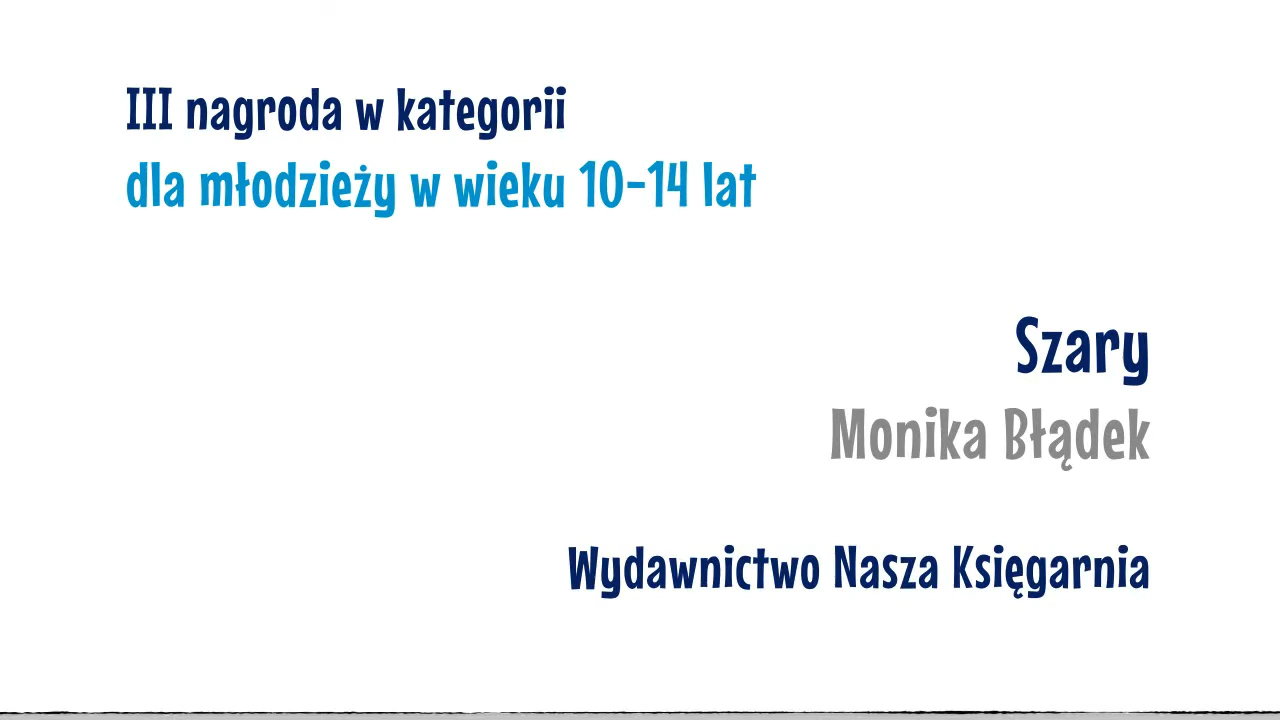 III nagroda w kategorii
dla młodzieży w wieku 10-14 lat
Szary
Monika Błądek
Wydawnictwo Nasza Księgarnia